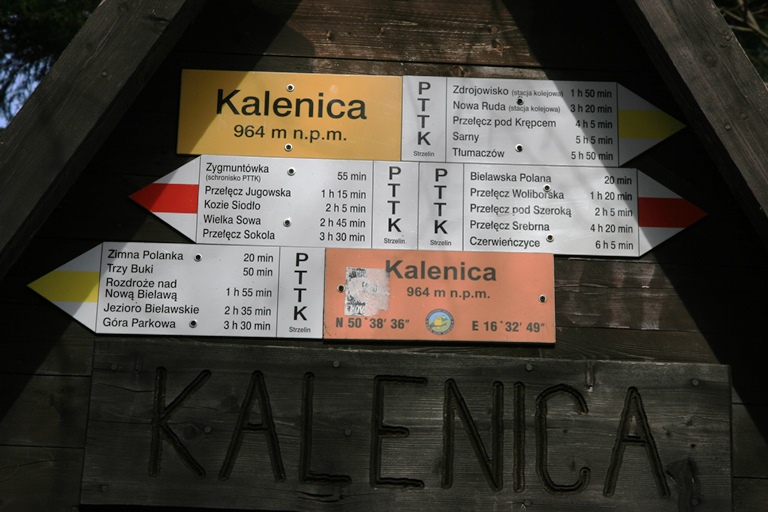 Kalenica
964 m n.p.m.
PTTK
Strzelin
Zdrojowisko (stacja kolejowa) 1 h 50 min
Nowa Ruda (stacja kolejowa) 3 h 20 min
Przełęcz pod Krępcem 4 h 5 min
Sarny 5 h 5 min
Tłumaczów 5 h 50 min
Zygmuntówka 55 min
(schronisko PTTK)
Przełęcz Jugowska 1 h 15 min
Kozie Siodło 2 h 5 min
Wielka Sowa 2 h 45 min
Przełęcz Sokola 3 h 30 min
PTTK
Strzelin
PTTK
Strzelin
Bielawska Polana 20 min
Przełęcz Woliborska 1 h 20 min
Przełęcz pod Szeroką 2 h 5 min
Przełęcz Srebrna 4 h 20 min
Czerwieńczyce 6 h 5 min
Zimna Polanka 20 min
Trzy Buki 50 min
Rozdroże nad
Nową Bielawą 1 h 55 min
Jezioro Bielawskie 2 h 35 min
Góra Parkowa 3 h 30 min
PTTK
Strzelin
Kalenica
964 m n.p.m.
N 50°38'36" E 16°32'49"
KALENICA